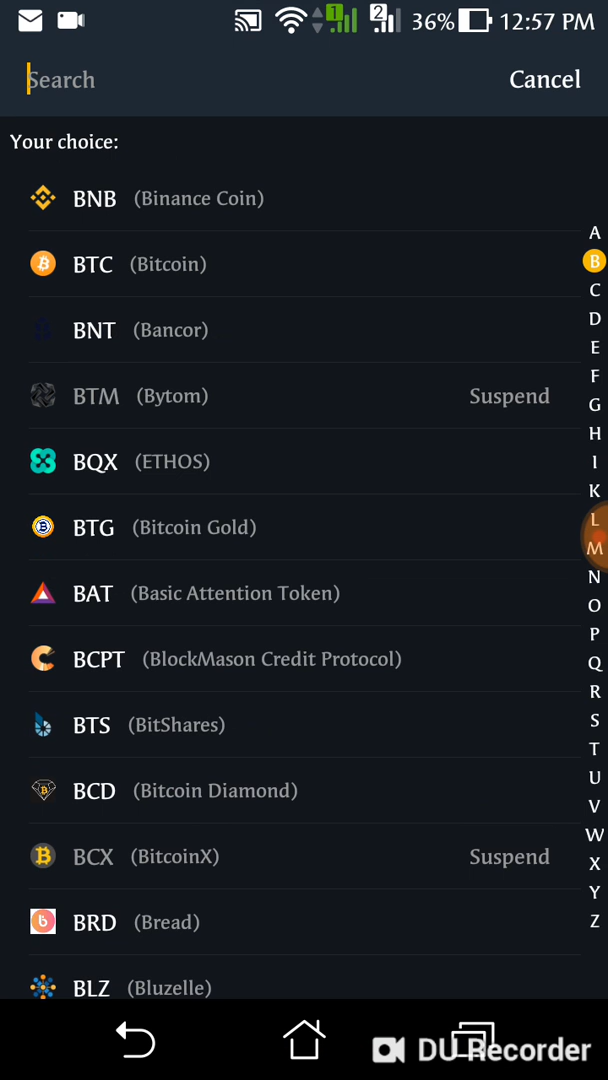 1 2 36% 12:57 PM
Search Cancel
Your choice:
BNB (Binance Coin)
BTC (Bitcoin)
BNT (Bancor)
BTM (Bytom) Suspend
BQX (ETHOS)
BTG (Bitcoin Gold)
BAT (Basic Attention Token)
BCPT (BlockMason Credit Protocol)
BTS (BitShares)
BCD (Bitcoin Diamond)
BCX (BitcoinX) Suspend
BRD (Bread)
BLZ (Bluzelle)
A
B
C
D
E
F
G
H
I
K
L
M
N
O
P
Q
R
S
T
U
V
W
X
Y
Z
DU Recorder